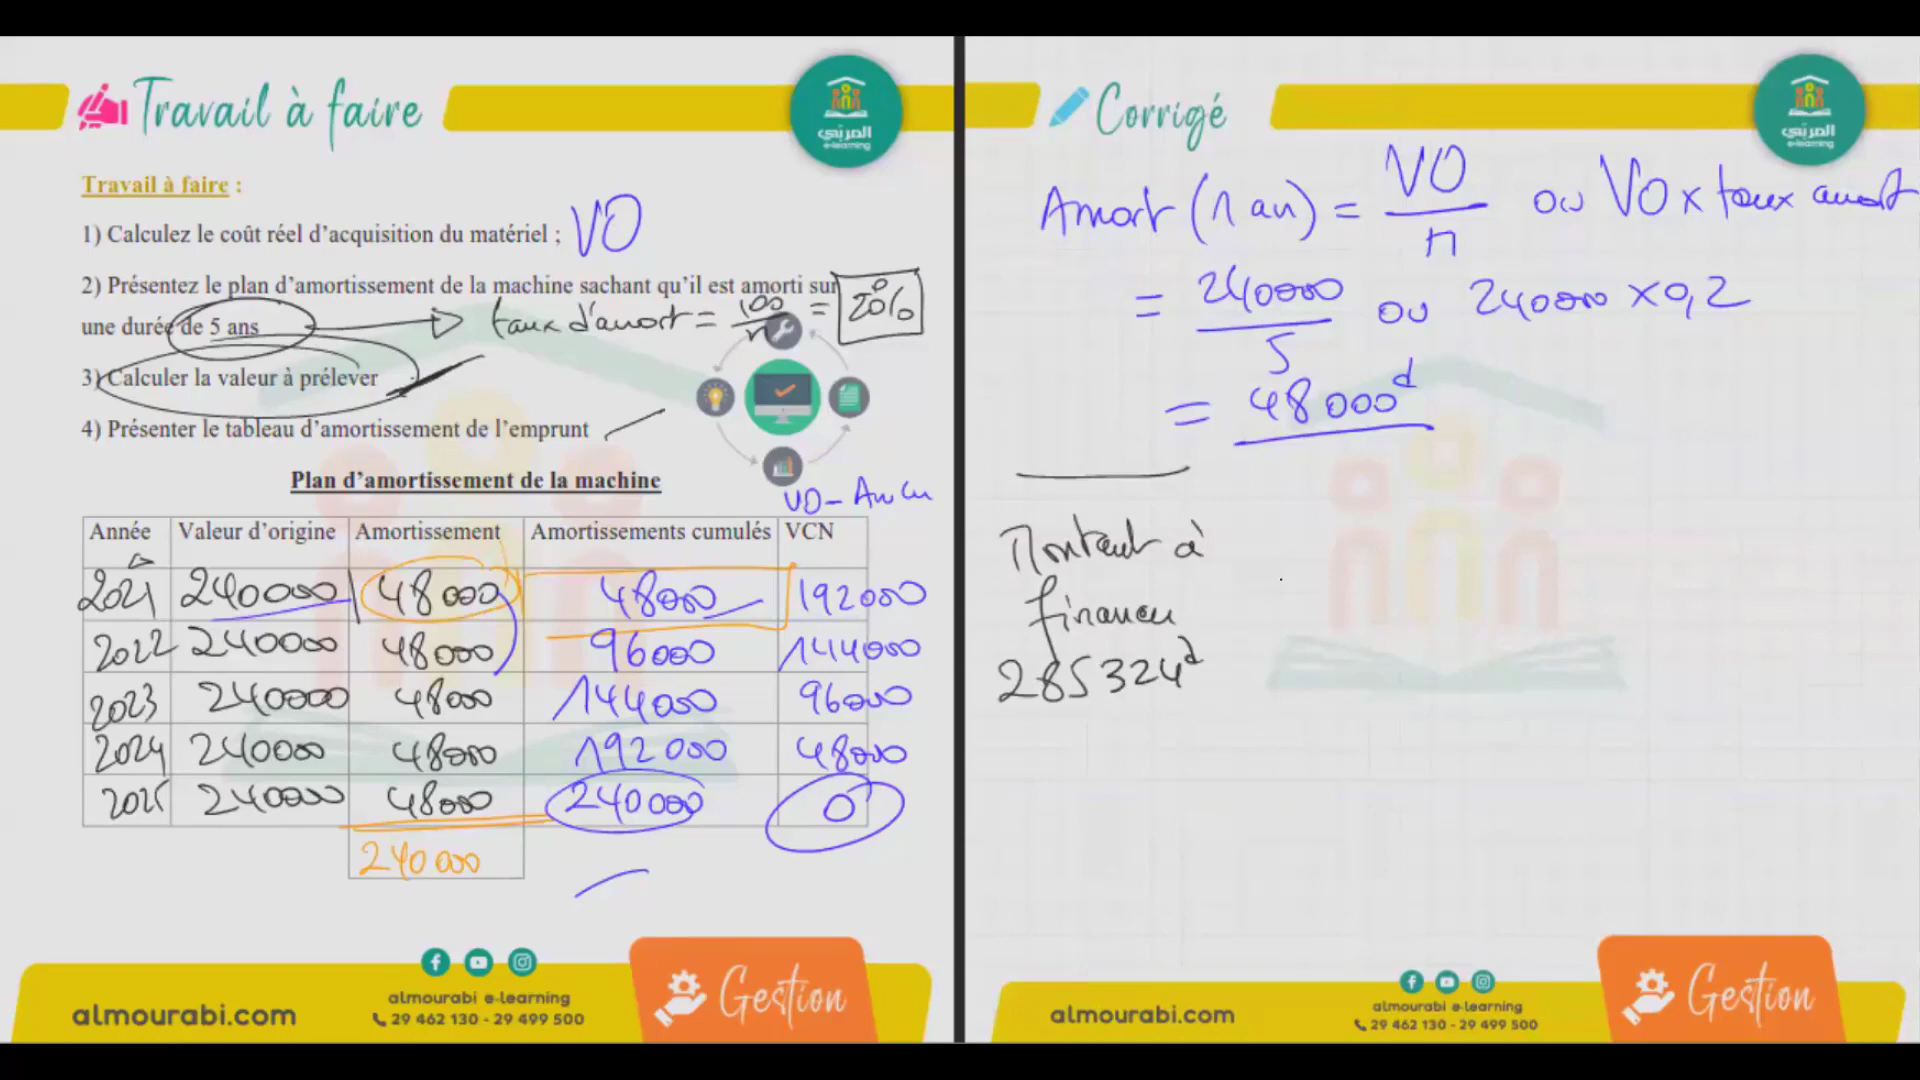 Travail à faire
المربي
e-learning
Travail à faire :
1) Calculez le coût réel d'acquisition du matériel ; VO
2) Présentez le plan d'amortissement de la machine sachant qu'il est amorti sur
une durée de 5 ans
taux d'amort = 100/n = 20%
3) Calculer la valeur à prélever
4) Présenter le tableau d'amortissement de l'emprunt
Plan d'amortissement de la machine
VO - Am Cu
Année Valeur d'origine Amortissement Amortissements cumulés VCN
2021 240000 48000 48000 192000
2022 240000 48000 96000 144000
2023 240000 48000 144000 96000
2024 240000 48000 192000 48000
2025 240000 48000 240000 0
240000
almourabi e-learning
29 462 130 - 29 499 500
almourabi.com
Gestion
Corrigé
المربي
e-learning
Amort (1 an) = VO/n ou VO x taux amort
= 240000/5 ou 240000 x 0,2
= 48000d
Montant à
financer
285324d
almourabi e-learning
29 462 130 - 29 499 500
almourabi.com
Gestion